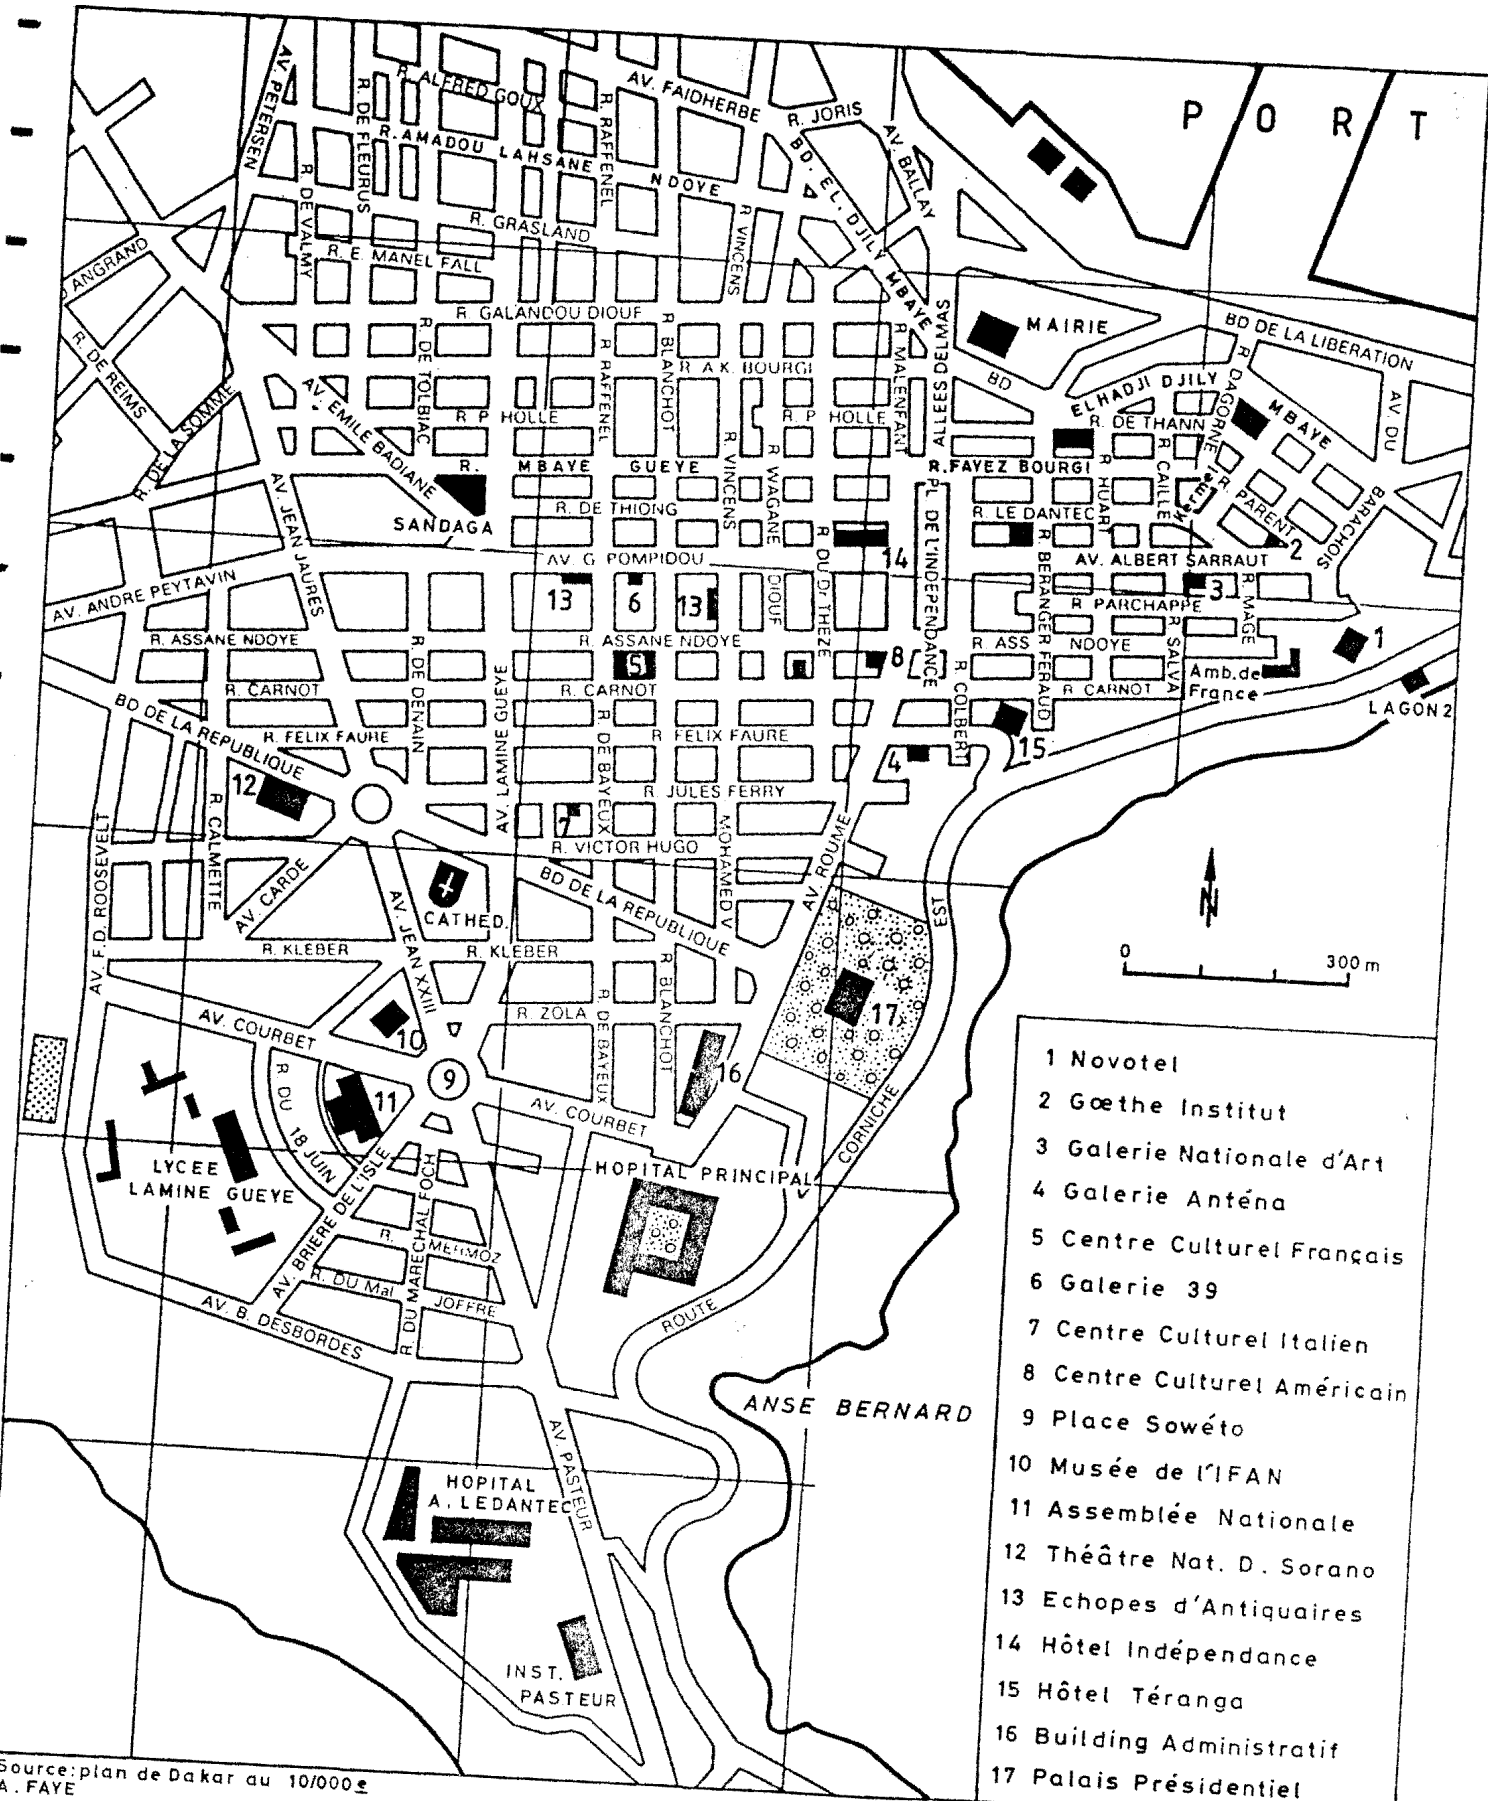 PORT
AV. PETERSEN
R. ALFRED GOUX
R. DE FLEURUS
R. AMADOU LAHSANE NDOYE
R. RAFFENEL
AV. FAIDHERBE
R. JORIS
BD. EL. DJILY MBAYE
AV. BALLAY
R. DE VALMY
R. GRASLAND
R. E. MANEL FALL
R. VINCENS
ANGRAND
R. DE REIMS
R. DE LA SOMME
R. GALANDOU DIOUF
R. DE TOLBIAC
R. RAFFENEL
R. BLANCHOT
R. A.K. BOURGI
R. MALENFANT
ALLEES DELMAS
MAIRIE
BD
ELHADJI DJILY
MBAYE
BD DE LA LIBERATION
R. DAGORNE
AV. DU
BARACHOIS
AV. EMILE BADIANE
R. P HOLLE
R. P HOLLE
R. DE THANN
R. MBAYE GUEYE
R. VINCENS
R. WAGANE
DIOUF
R. FAYEZ BOURGI
R. HUART
R. CAILLE
Kermel
R. PARENT
2
SANDAGA
R. DE THIONG
R. LE DANTEC
PL. DE L'INDEPENDANCE
AV. JEAN JAURES
AV. G. POMPIDOU
R. DU Dr THEZE
14
R. BERANGER FERAUD
AV. ALBERT SARRAUT
AV. ANDRE PEYTAVIN
13
6
13
3
R. PARCHAPPE
R. MAGE
R. SALVA
R. ASSANE NDOYE
R. ASSANE NDOYE
R. ASS NDOYE
1
R. DE DENAIN
5
8
Amb. de
France
R. CARNOT
R. CARNOT
R. CARNOT
LAGON 2
BD DE LA REPUBLIQUE
AV. LAMINE GUEYE
R. COLBERT
R. FELIX FAURE
R. DE BAYEUX
R. FELIX FAURE
4
15
12
R. JULES FERRY
R. CALMETTE
7
MOHAMED V
AV. ROUME
R. VICTOR HUGO
AV. F.D. ROOSEVELT
AV. CARDE
BD DE LA REPUBLIQUE
CATHED.
AV. JEAN XXIII
EST
N
0 300 m
R. KLEBER
R. KLEBER
R. BLANCHOT
AV. COURBET
10
R. ZOLA
R. DE BAYEUX
17
16
9
R. DU 18 JUIN
11
AV. COURBET
CORNICHE
LYCEE
LAMINE GUEYE
HOPITAL PRINCIPAL
AV. BRIERE DE L'ISLE
R. DU MARECHAL FOCH
R. MERMOZ
R. DU Mal JOFFRE
AV. B. DESBORDES
ROUTE
ANSE BERNARD
AV. PASTEUR
HOPITAL
A. LEDANTEC
INST.
PASTEUR
1 Novotel
2 Gœthe Institut
3 Galerie Nationale d'Art
4 Galerie Anténa
5 Centre Culturel Français
6 Galerie 39
7 Centre Culturel Italien
8 Centre Culturel Américain
9 Place Sowéto
10 Musée de l'IFAN
11 Assemblée Nationale
12 Théâtre Nat. D. Sorano
13 Echopes d'Antiquaires
14 Hôtel Indépendance
15 Hôtel Téranga
16 Building Administratif
17 Palais Présidentiel
Source: plan de Dakar au 10/000e
A. FAYE